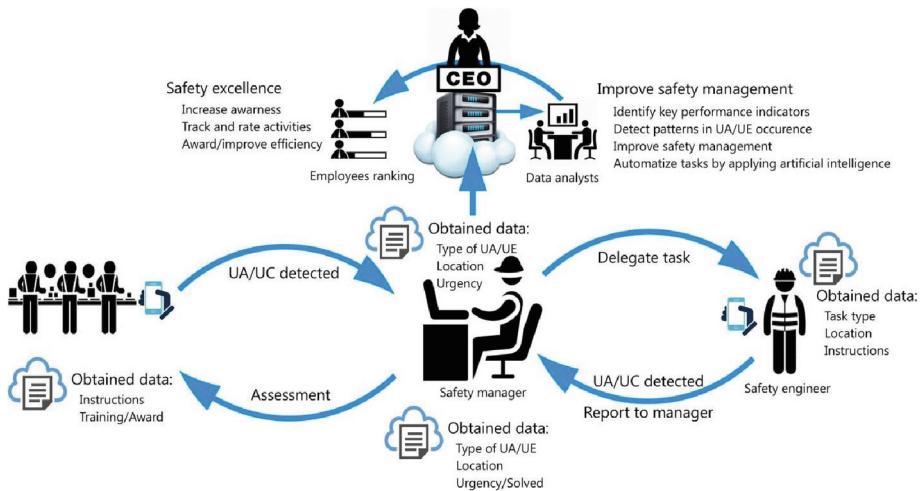 CEO
Safety excellence
Increase awarness
Track and rate activities
Award/improve efficiency
Employees ranking
Data analysts
Improve safety management
Identify key performance indicators
Detect patterns in UA/UE occurence
Improve safety management
Automatize tasks by applying artificial intelligence
UA/UC detected
Obtained data:
Type of UA/UE
Location
Urgency
Delegate task
Obtained data:
Task type
Location
Instructions
Safety engineer
Obtained data:
Instructions
Training/Award
Assessment
Safety manager
UA/UC detected
Report to manager
Obtained data:
Type of UA/UE
Location
Urgency/Solved